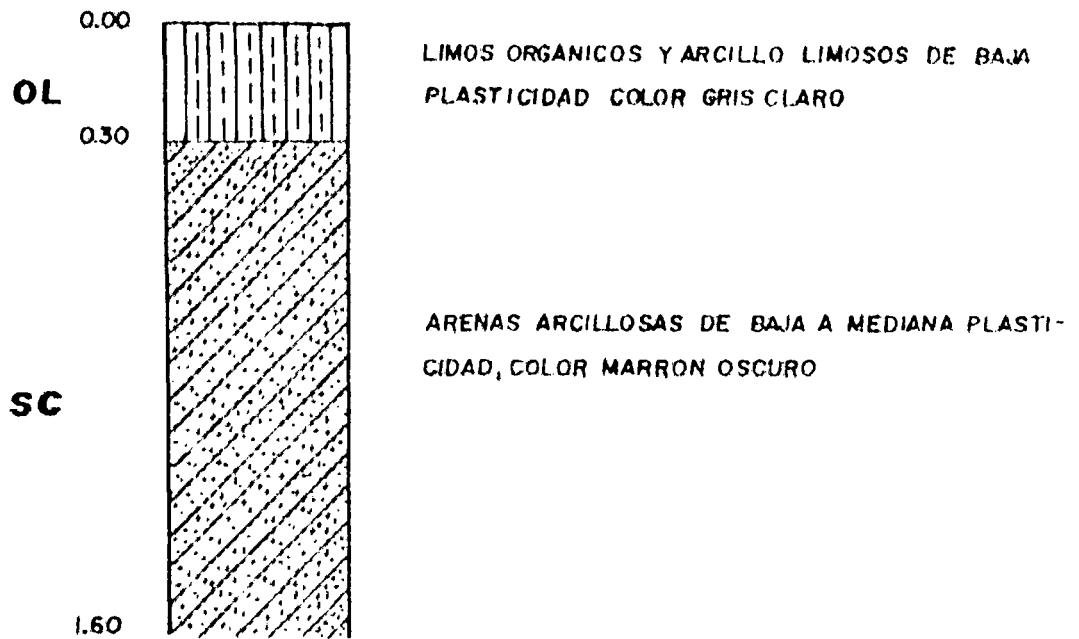 0.00
LIMOS ORGANICOS Y ARCILLO LIMOSOS DE BAJA
PLASTICIDAD COLOR GRIS CLARO
OL
0.30
ARENAS ARCILLOSAS DE BAJA A MEDIANA PLASTI-
CIDAD, COLOR MARRON OSCURO
SC
1.60